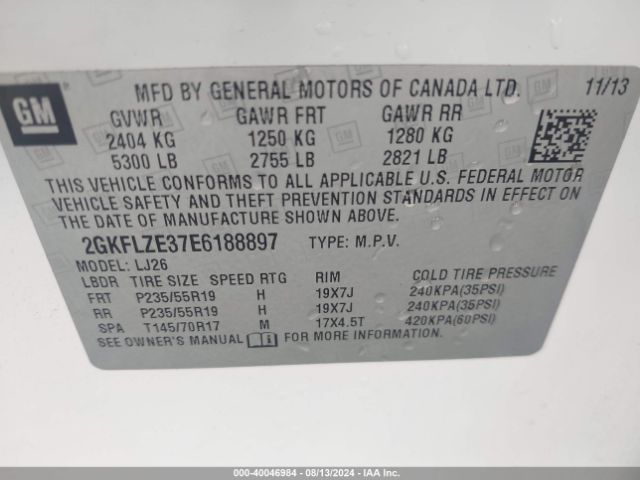 MFD BY GENERAL MOTORS OF CANADA LTD. 11/13
GM
GVWR GAWR FRT GAWR RR
2404 KG 1250 KG 1280 KG
5300 LB 2755 LB 2821 LB
THIS VEHICLE CONFORMS TO ALL APPLICABLE U.S. FEDERAL MOTOR
VEHICLE SAFETY AND THEFT PREVENTION STANDARDS IN EFFECT ON
THE DATE OF MANUFACTURE SHOWN ABOVE.
2GKFLZE37E6188897 TYPE: M.P.V.
MODEL: LJ26
LBDR TIRE SIZE SPEED RTG RIM COLD TIRE PRESSURE
FRT P235/55R19 H 19X7J 240KPA(35PSI)
RR P235/55R19 H 19X7J 240KPA(35PSI)
SPA T145/70R17 M 17X4.5T 420KPA(60PSI)
SEE OWNER'S MANUAL FOR MORE INFORMATION.
000-40046984 - 08/13/2024 - IAA Inc.